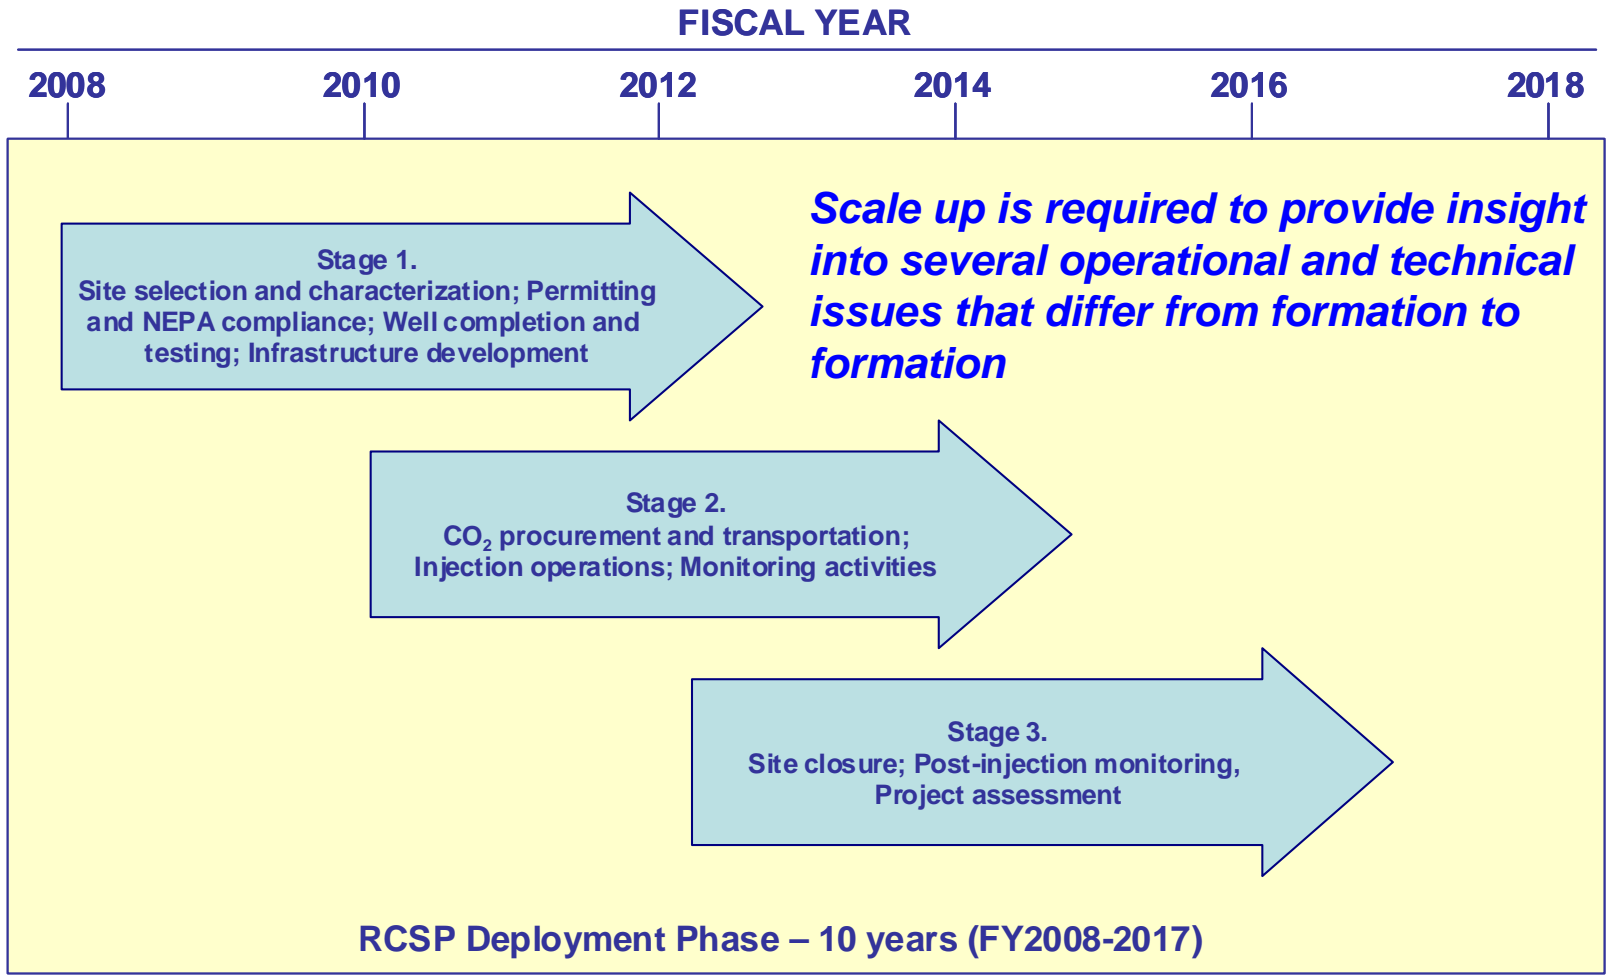 FISCAL YEAR
2008 2010 2012 2014 2016 2018
Scale up is required to provide insight
into several operational and technical
issues that differ from formation to
formation
Stage 1.
Site selection and characterization; Permitting
and NEPA compliance; Well completion and
testing; Infrastructure development
Stage 2.
CO₂ procurement and transportation;
Injection operations; Monitoring activities
Stage 3.
Site closure; Post-injection monitoring,
Project assessment
RCSP Deployment Phase – 10 years (FY2008-2017)